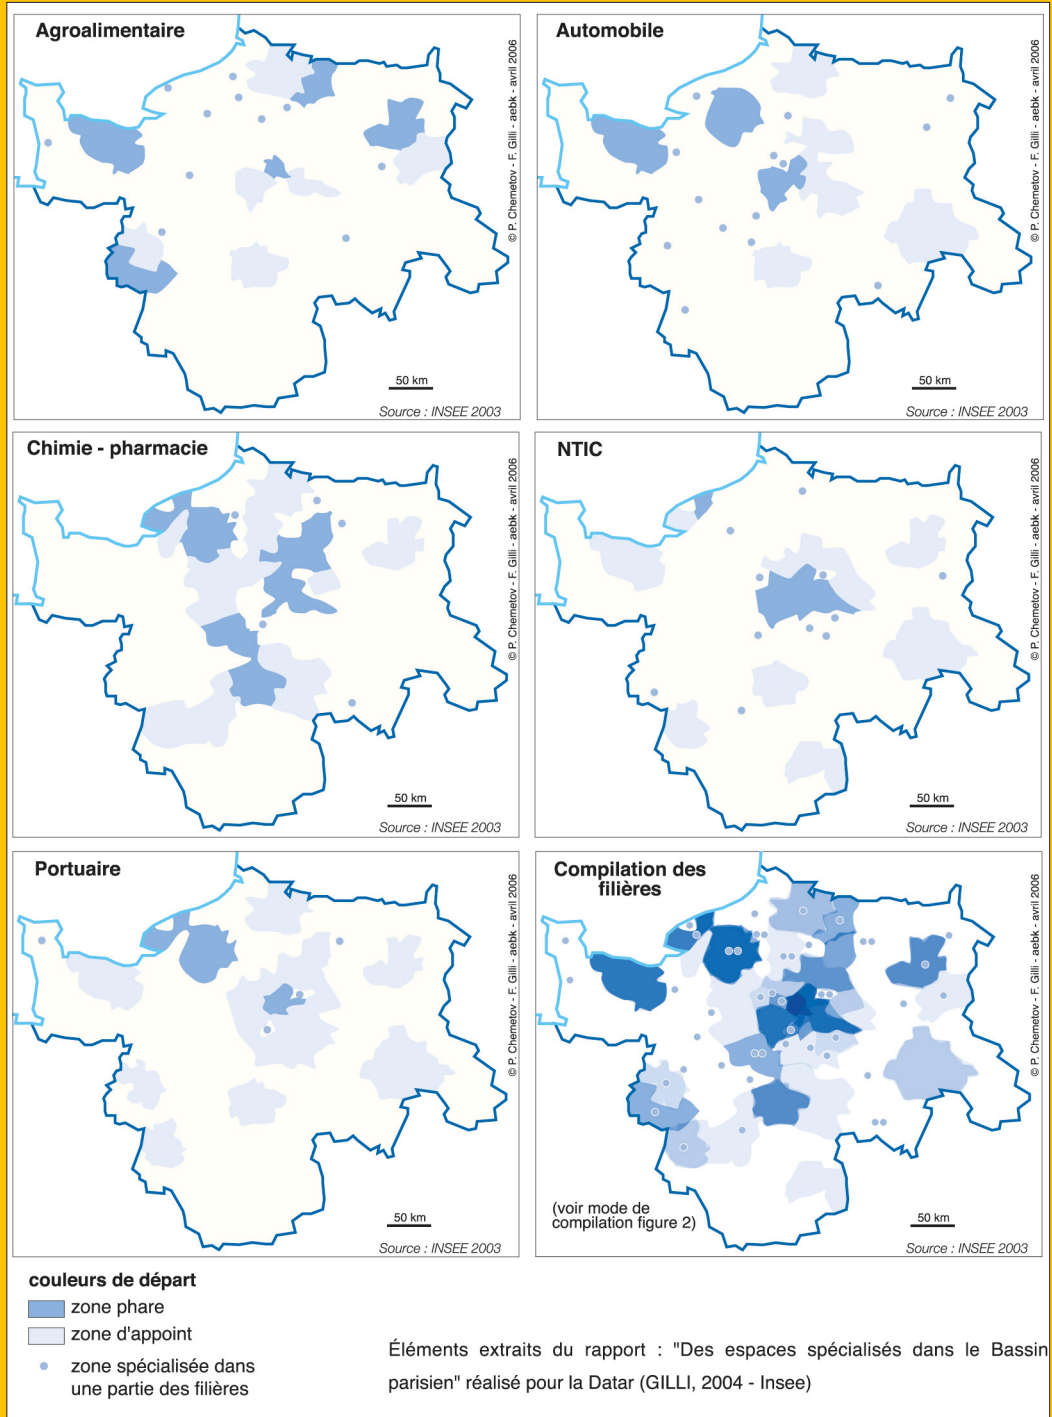 Agroalimentaire
© P. Chemetov - F. Gilli - aebk - avril 2006
50 km
Source : INSEE 2003
Automobile
© P. Chemetov - F. Gilli - aebk - avril 2006
50 km
Source : INSEE 2003
Chimie - pharmacie
© P. Chemetov - F. Gilli - aebk - avril 2006
50 km
Source : INSEE 2003
NTIC
© P. Chemetov - F. Gilli - aebk - avril 2006
50 km
Source : INSEE 2003
Portuaire
© P. Chemetov - F. Gilli - aebk - avril 2006
50 km
Source : INSEE 2003
Compilation des
filières
© P. Chemetov - F. Gilli - aebk - avril 2006
(voir mode de
compilation figure 2)
50 km
Source : INSEE 2003
couleurs de départ
zone phare
zone d'appoint
zone spécialisée dans
une partie des filières
Éléments extraits du rapport : "Des espaces spécialisés dans le Bassin
parisien" réalisé pour la Datar (GILLI, 2004 - Insee)